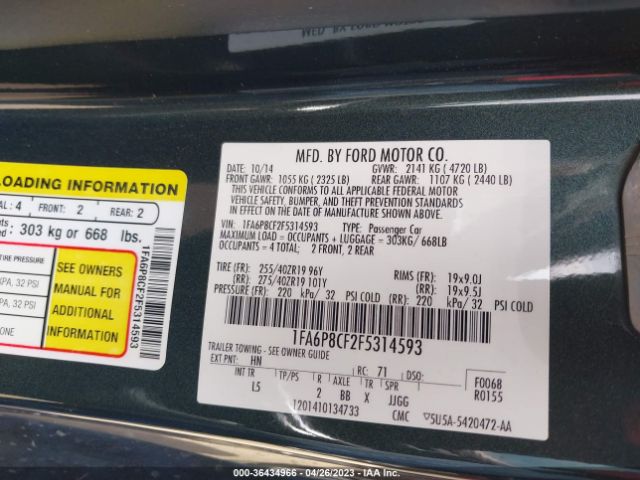 MFD. BY FORD MOTOR CO.
DATE: 10/14 GVWR: 2141 KG ( 4720 LB)
FRONT GAWR: 1055 KG ( 2325 LB) REAR GAWR: 1107 KG ( 2440 LB)
THIS VEHICLE CONFORMS TO ALL APPLICABLE FEDERAL MOTOR
VEHICLE SAFETY, BUMPER, AND THEFT PREVENTION STANDARDS
IN EFFECT ON THE DATE OF MANUFACTURE SHOWN ABOVE.
VIN: 1FA6P8CF2F5314593 TYPE: Passenger Car
MAXIMUM LOAD = OCCUPANTS + LUGGAGE = 303KG/ 668LB
OCCUPANTS = 4 TOTAL; 2 FRONT, 2 REAR
TIRE (FR): 255/40ZR19 96Y RIMS (FR): 19x9.0J
(RR): 275/40ZR19 101Y (RR): 19x9.5J
PRESSURE (FR): 220 kPa/ 32 PSI COLD (RR): 220 kPa/ 32 PSI COLD
1FA6P8CF2F5314593
TRAILER TOWING - SEE OWNER GUIDE
EXT PNT: HN RC: 71 DSO: F0068
R0155
INT TR TP/PS R AXLE TR SPR
L5 2 BB X JJGG
1201410134733 CMC 5U5A-5420472-AA
LOADING INFORMATION
: 4 FRONT: 2 REAR: 2
303 kg or 668 lbs.
TIRE PRESSURE
KPA, 32 PSI
KPA, 32 PSI
NONE
SEE OWNERS
MANUAL FOR
ADDITIONAL
INFORMATION
1FA6P8CF2F5314593
000-36434966 - 04/26/2023 - IAAI.COM